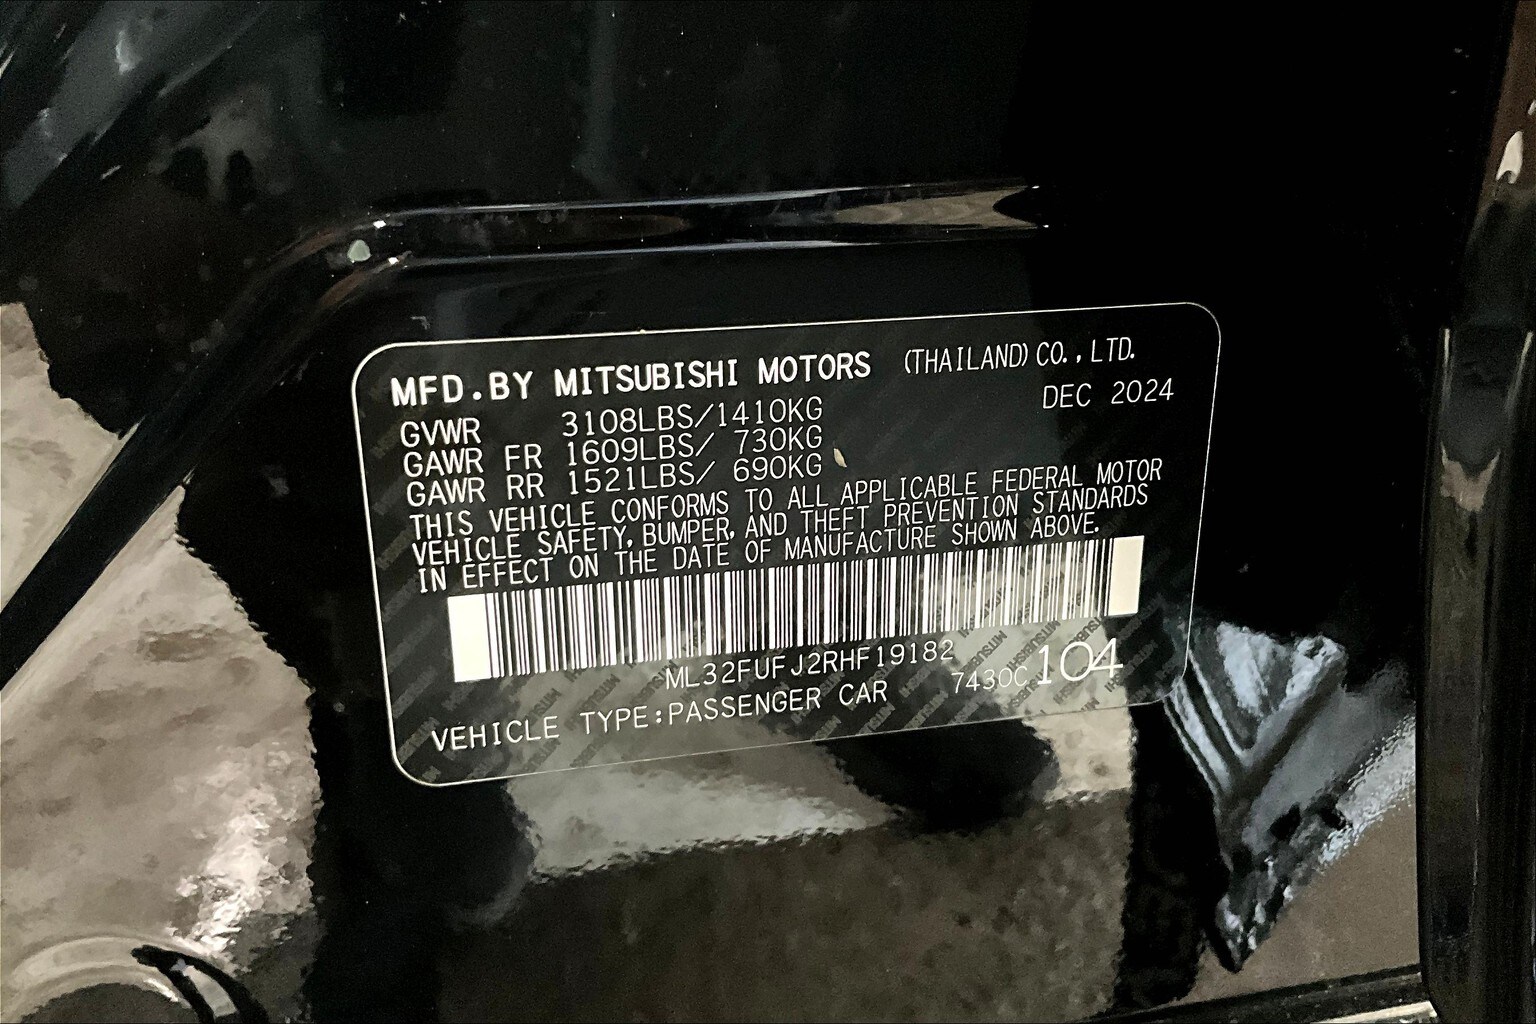 MFD.BY MITSUBISHI MOTORS (THAILAND) CO.,LTD.
DEC 2024
GVWR 3108LBS/1410KG
GAWR FR 1609LBS/ 730KG
GAWR RR 1521LBS/ 690KG
THIS VEHICLE CONFORMS TO ALL APPLICABLE FEDERAL MOTOR
VEHICLE SAFETY, BUMPER, AND THEFT PREVENTION STANDARDS
IN EFFECT ON THE DATE OF MANUFACTURE SHOWN ABOVE.
ML32FUFJ2RHF19182
VEHICLE TYPE:PASSENGER CAR 7430C 104